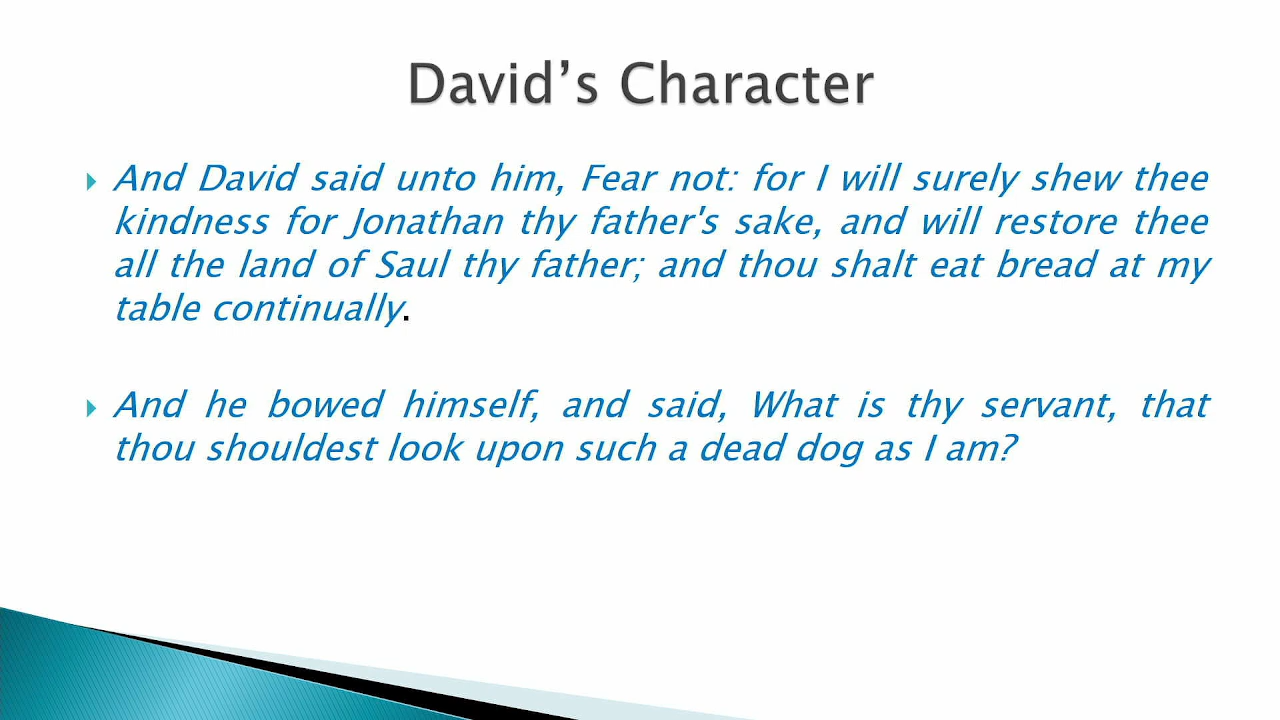 David’s Character
And David said unto him, Fear not: for I will surely shew thee
kindness for Jonathan thy father's sake, and will restore thee
all the land of Saul thy father; and thou shalt eat bread at my
table continually.
And he bowed himself, and said, What is thy servant, that
thou shouldest look upon such a dead dog as I am?